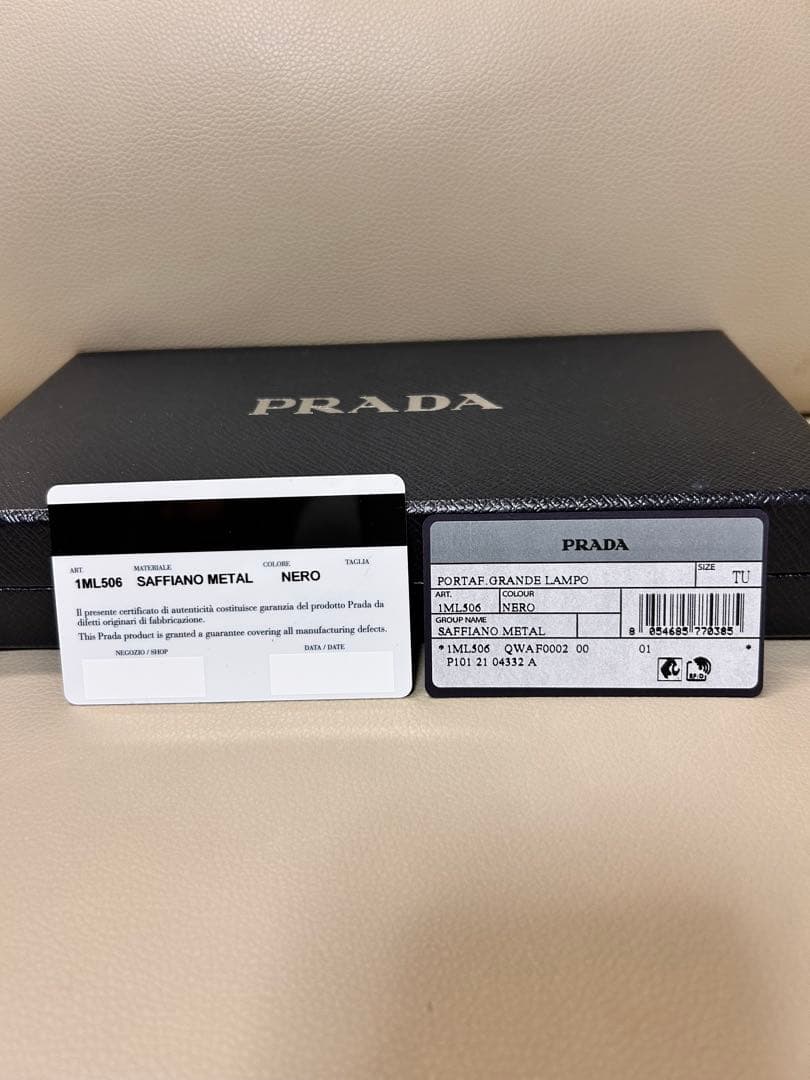 PRADA
ART. MATERIALE COLORE TAGLIA
1ML506 SAFFIANO METAL NERO
Il presente certificato di autenticità costituisce garanzia del prodotto Prada da
difetti originari di fabbricazione.
This Prada product is granted a guarantee covering all manufacturing defects.
NEGOZIO / SHOP DATA / DATE
PRADA
PORTAF.GRANDE LAMPO
SIZE
TU
ART. COLOUR
1ML506 NERO
GROUP NAME
SAFFIANO METAL
8 054685 770385
*1ML506 QWAF0002 00 01 *
P101 21 04332 A
RFID